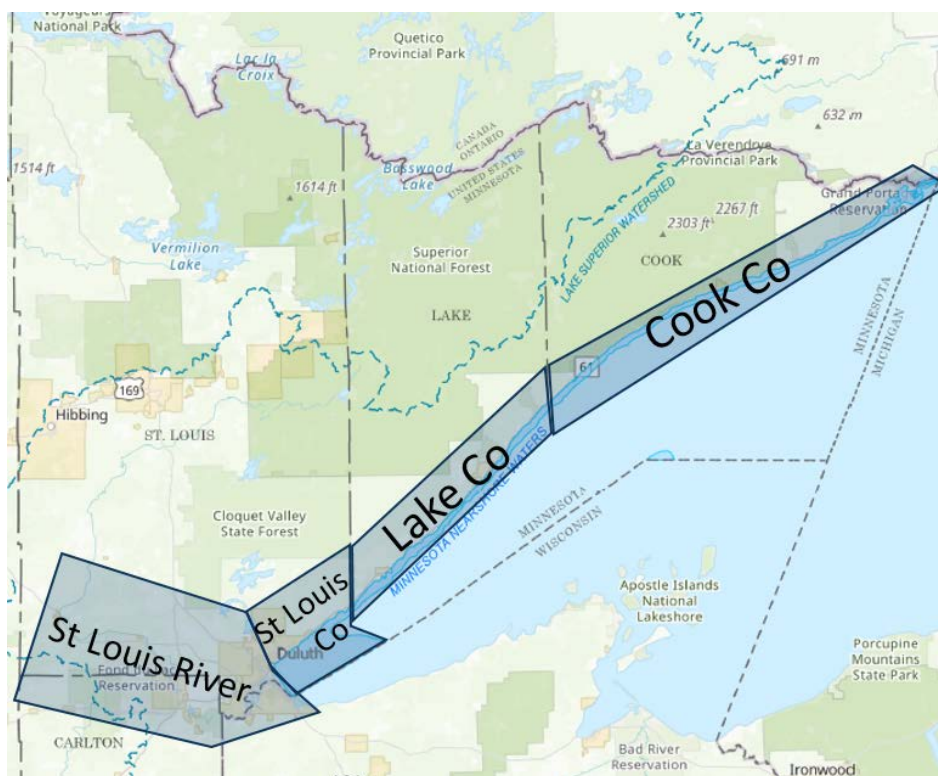 Voyageurs
National Park
Lac la
Croix
Quetico
Provincial Park
691 m
632 m
1514 ft
1614 ft
Basswood
Lake
CANADA
ONTARIO
UNITED STATES
MINNESOTA
La Verendrye
Provincial Park
Grand Portage
Reservation
2303 ft
2267 ft
Vermilion
Lake
Superior
National Forest
LAKE SUPERIOR WATERSHED
COOK
LAKE
Cook Co
MINNESOTA
MICHIGAN
61
169
Hibbing
ST. LOUIS
Lake Co
MINNESOTA NEARSHORE WATERS
MINNESOTA
WISCONSIN
Cloquet Valley
State Forest
St Louis
Co
Duluth
St Louis River
Reservation
CARLTON
Apostle Islands
National
Lakeshore
Porcupine
Mountains
State Park
Bad River
Reservation
Ironwood